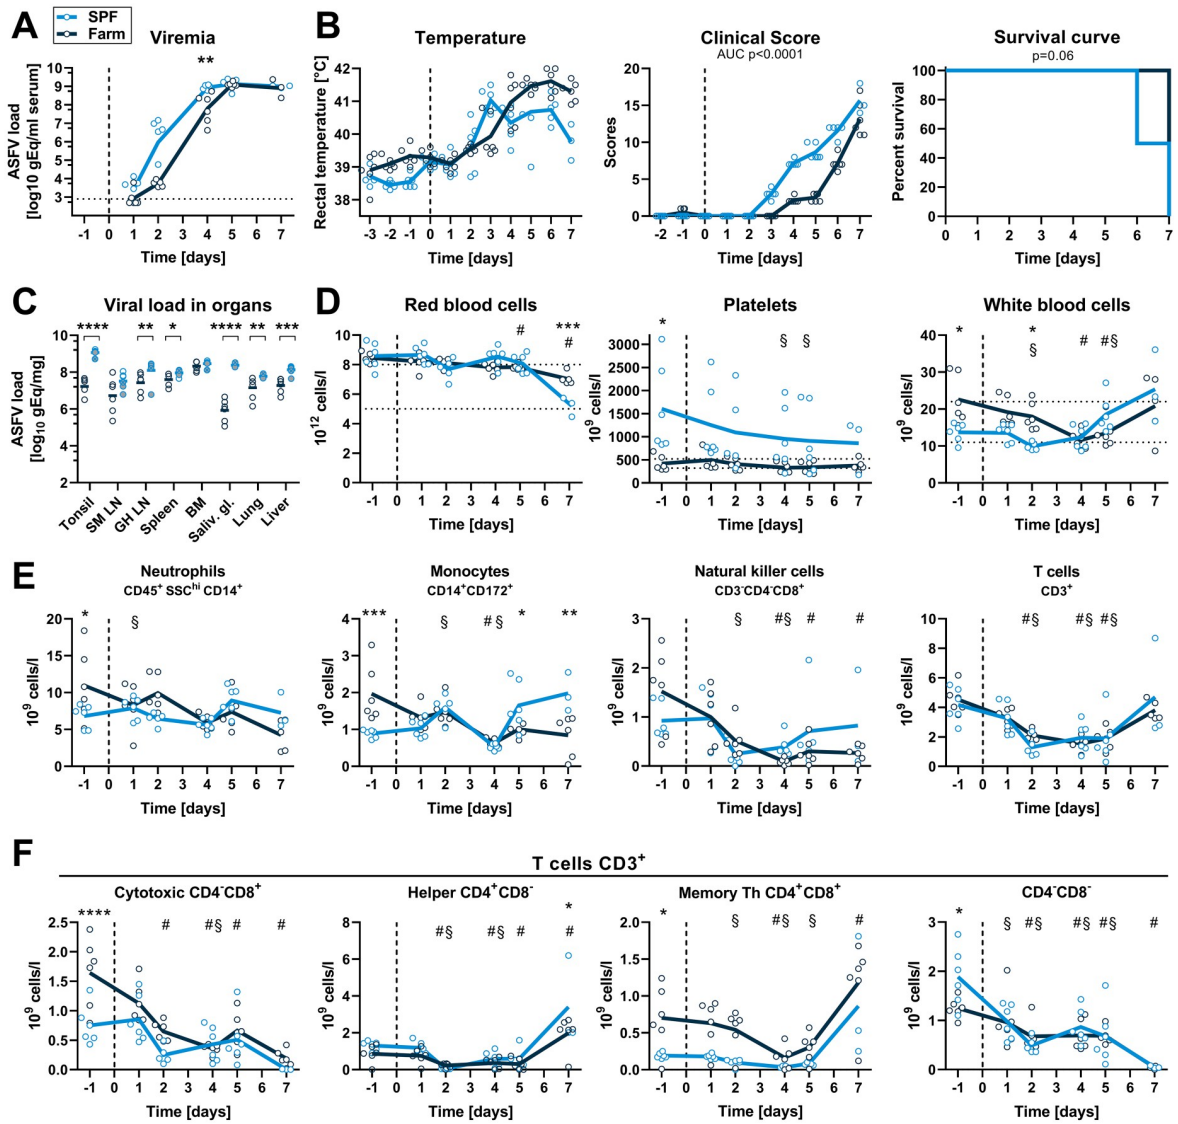 A
SPF
Farm
Viremia
**
ASFV load
[log10 gEq/ml serum]
10
9
8
7
6
5
4
3
-1 0 1 2 3 4 5 6 7
Time [days]
B
Temperature
Rectal temperature [°C]
42
41
40
39
38
-3 -2 -1 0 1 2 3 4 5 6 7
Time [days]
Clinical Score
AUC p<0.0001
Scores
20
15
10
5
0
-2 -1 0 1 2 3 4 5 6 7
Time [days]
Survival curve
p=0.06
Percent survival
100
80
60
40
20
0
0 1 2 3 4 5 6 7
Time [days]
C
Viral load in organs
**** ** * **** ** ***
ASFV load
[log10 gEq/mg]
10
8
6
4
2
Tonsil
SM LN
GH LN
Spleen
BM
Saliv. gl.
Lung
Liver
D
Red blood cells
# ***
#
10¹² cells/l
10
8
6
4
2
0
-1 0 1 2 3 4 5 6 7
Time [days]
Platelets
* § §
10⁹ cells/l
3000
2500
2000
1500
1000
500
0
-1 0 1 2 3 4 5 6 7
Time [days]
White blood cells
* * # #§
§
10⁹ cells/l
40
30
20
10
0
-1 0 1 2 3 4 5 6 7
Time [days]
E
Neutrophils
CD45⁺ SSCʰⁱ CD14⁺
* §
10⁹ cells/l
20
15
10
5
0
-1 0 1 2 3 4 5 6 7
Time [days]
Monocytes
CD14⁺CD172⁺
*** § #§ * **
10⁹ cells/l
4
3
2
1
0
-1 0 1 2 3 4 5 6 7
Time [days]
Natural killer cells
CD3⁻CD4⁻CD8⁺
§ #§ # #
10⁹ cells/l
3
2
1
0
-1 0 1 2 3 4 5 6 7
Time [days]
T cells
CD3⁺
#§ #§ #§
10⁹ cells/l
10
8
6
4
2
0
-1 0 1 2 3 4 5 6 7
Time [days]
F
T cells CD3⁺
Cytotoxic CD4⁻CD8⁺
**** # #§ # #
10⁹ cells/l
2.5
2.0
1.5
1.0
0.5
0.0
-1 0 1 2 3 4 5 6 7
Time [days]
Helper CD4⁺CD8⁻
*
#§ #§ # #
10⁹ cells/l
8
6
4
2
0
-1 0 1 2 3 4 5 6 7
Time [days]
Memory Th CD4⁺CD8⁺
* § #§ § #
10⁹ cells/l
2.0
1.5
1.0
0.5
0.0
-1 0 1 2 3 4 5 6 7
Time [days]
CD4⁻CD8⁻
* § #§ #§ #§ #
10⁹ cells/l
3
2
1
0
-1 0 1 2 3 4 5 6 7
Time [days]